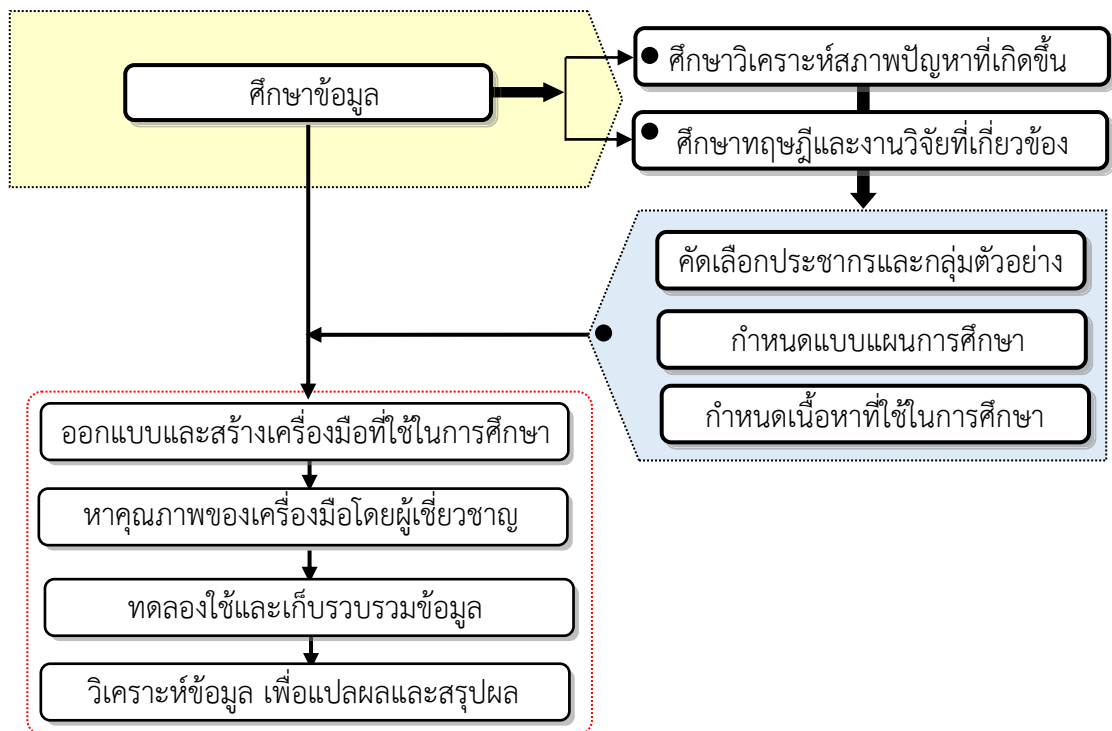 ศึกษาข้อมูล
ศึกษาวิเคราะห์สภาพปัญหาที่เกิดขึ้น
ศึกษาทฤษฎีและงานวิจัยที่เกี่ยวข้อง
คัดเลือกประชากรและกลุ่มตัวอย่าง
กำหนดแบบแผนการศึกษา
กำหนดเนื้อหาที่ใช้ในการศึกษา
ออกแบบและสร้างเครื่องมือที่ใช้ในการศึกษา
หาคุณภาพของเครื่องมือโดยผู้เชี่ยวชาญ
ทดลองใช้และเก็บรวบรวมข้อมูล
วิเคราะห์ข้อมูล เพื่อแปลผลและสรุปผล